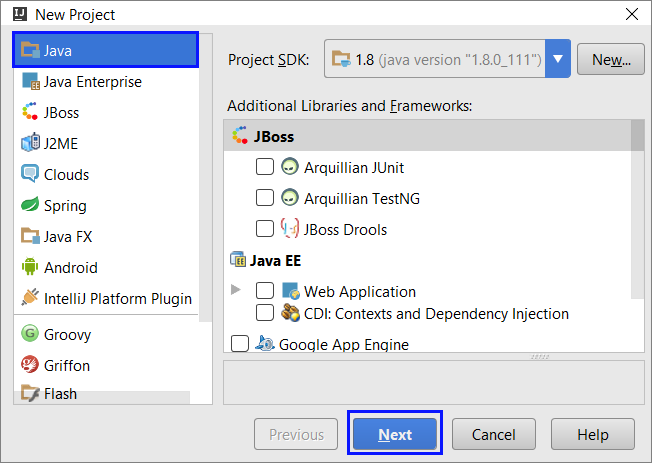 IJ New Project
Java
Java Enterprise
JBoss
J2ME
Clouds
Spring
Java FX
Android
IntelliJ Platform Plugin
Groovy
Griffon
Flash
Project SDK: 1.8 (java version "1.8.0_111") New...
Additional Libraries and Frameworks:
JBoss
Arquillian JUnit
Arquillian TestNG
JBoss Drools
Java EE
Web Application
CDI: Contexts and Dependency Injection
Google App Engine
Previous Next Cancel Help